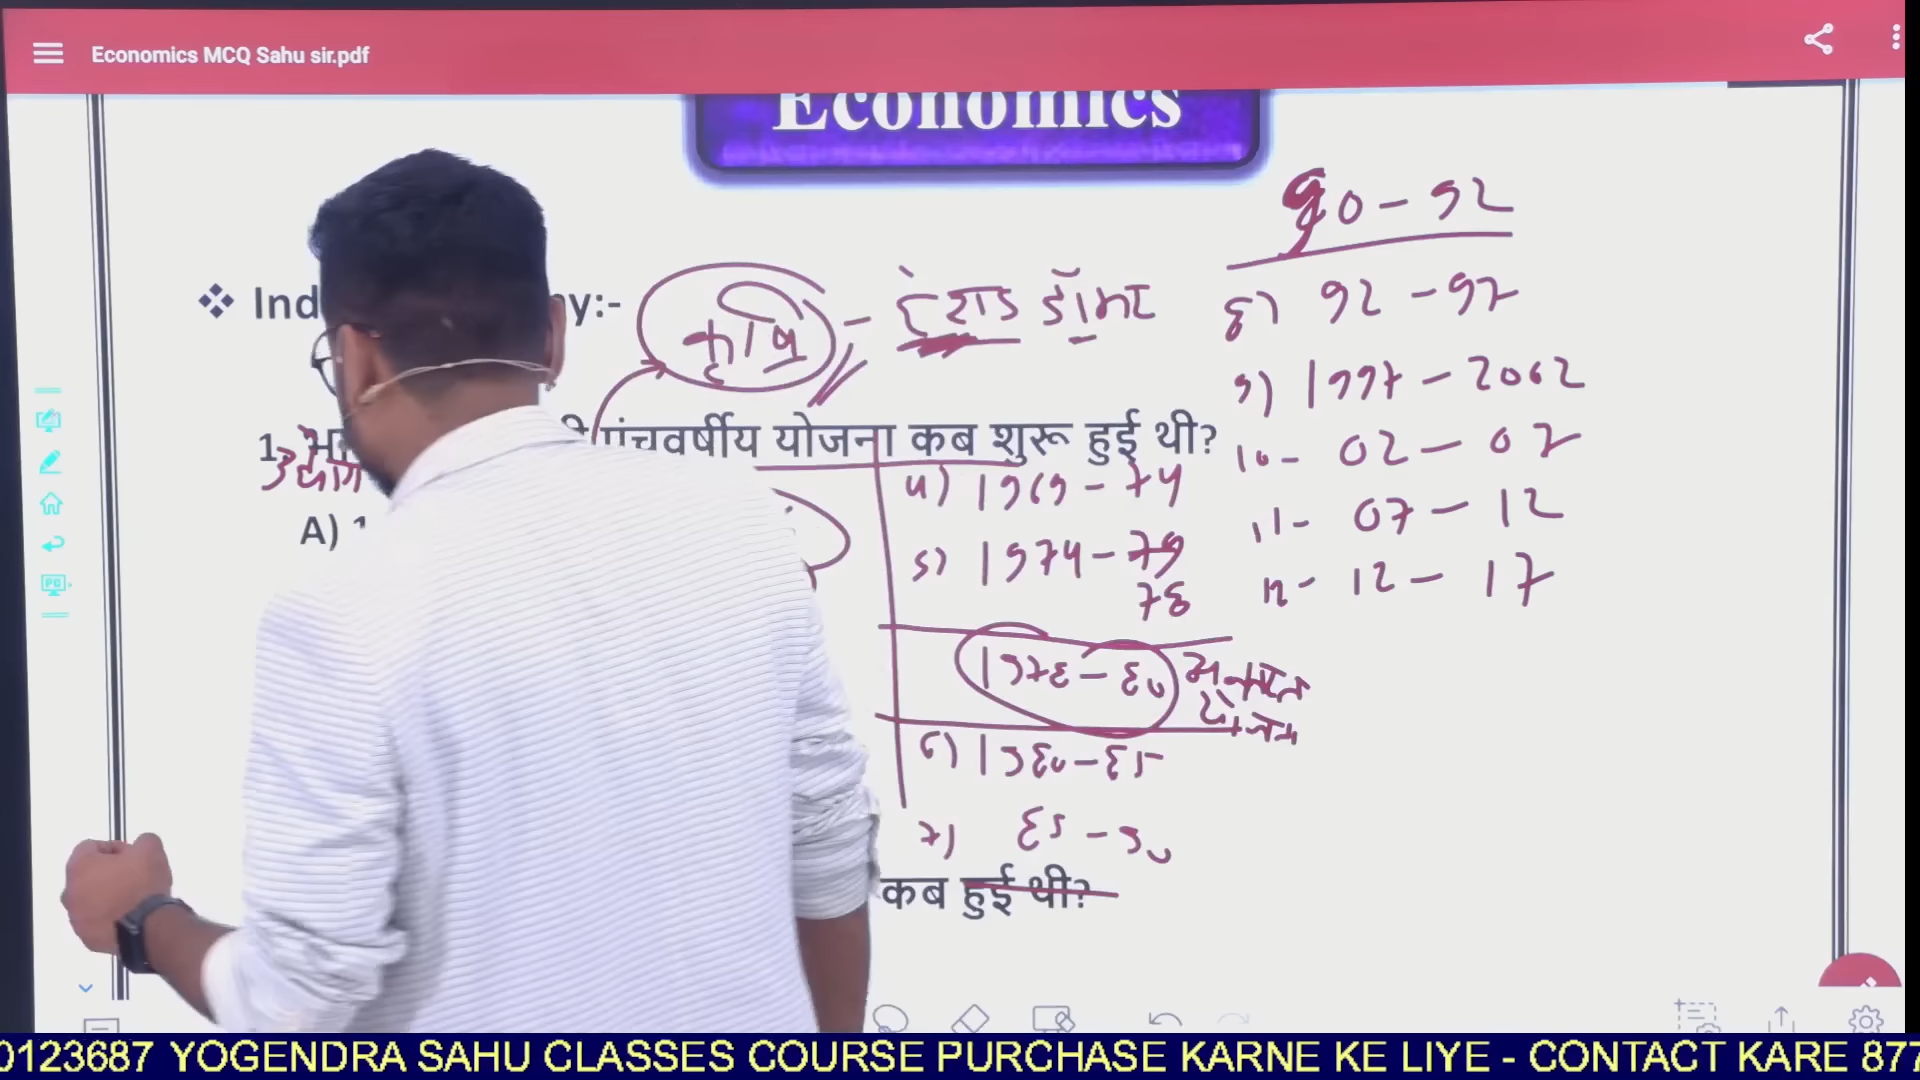 Economics MCQ Sahu sir.pdf
Economics
90 - 92
❖ Ind y:- कृषि - हैराड डॉमर
8) 92 - 97
9) 1997 - 2002
1. भा पंचवर्षीय योजना कब शुरू हुई थी?
10 - 02 - 07
A) 1
4) 1969 - 74
11 - 07 - 12
5) 1974 - 79
78
12 - 12 - 17
1978 - 80
6) 1980 - 85
7) 85 - 90
कब हुई थी?
0123687 YOGENDRA SAHU CLASSES COURSE PURCHASE KARNE KE LIYE - CONTACT KARE 877